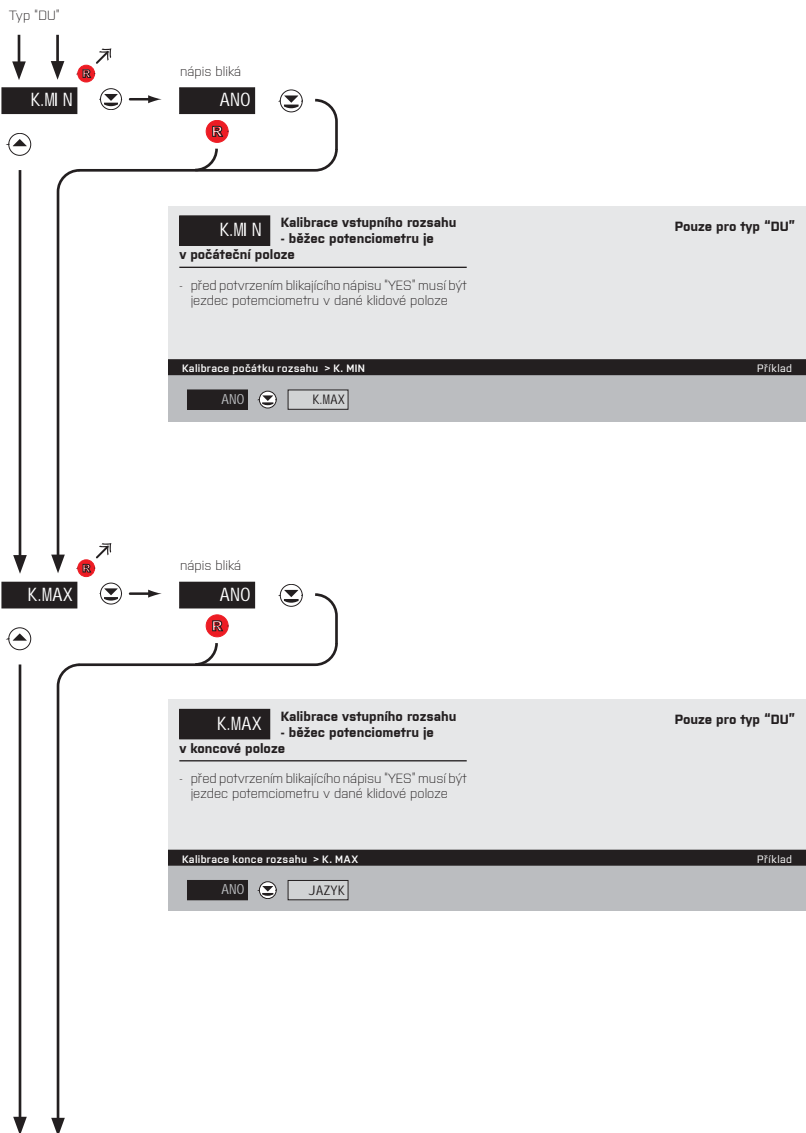 Typ "DU"
R
nápis bliká
K.MI N
ANO
R
K.MI N
Kalibrace vstupního rozsahu
- běžec potenciometru je
v počáteční poloze
Pouze pro typ "DU"
- před potvrzením blikajícího nápisu "YES" musí být
jezdec potemciometru v dané klidové poloze
Kalibrace počátku rozsahu > K. MIN
Příklad
ANO
K.MAX
R
nápis bliká
K.MAX
ANO
R
K.MAX
Kalibrace vstupního rozsahu
- běžec potenciometru je
v koncové poloze
Pouze pro typ "DU"
- před potvrzením blikajícího nápisu "YES" musí být
jezdec potemciometru v dané klidové poloze
Kalibrace konce rozsahu > K. MAX
Příklad
ANO
JAZYK